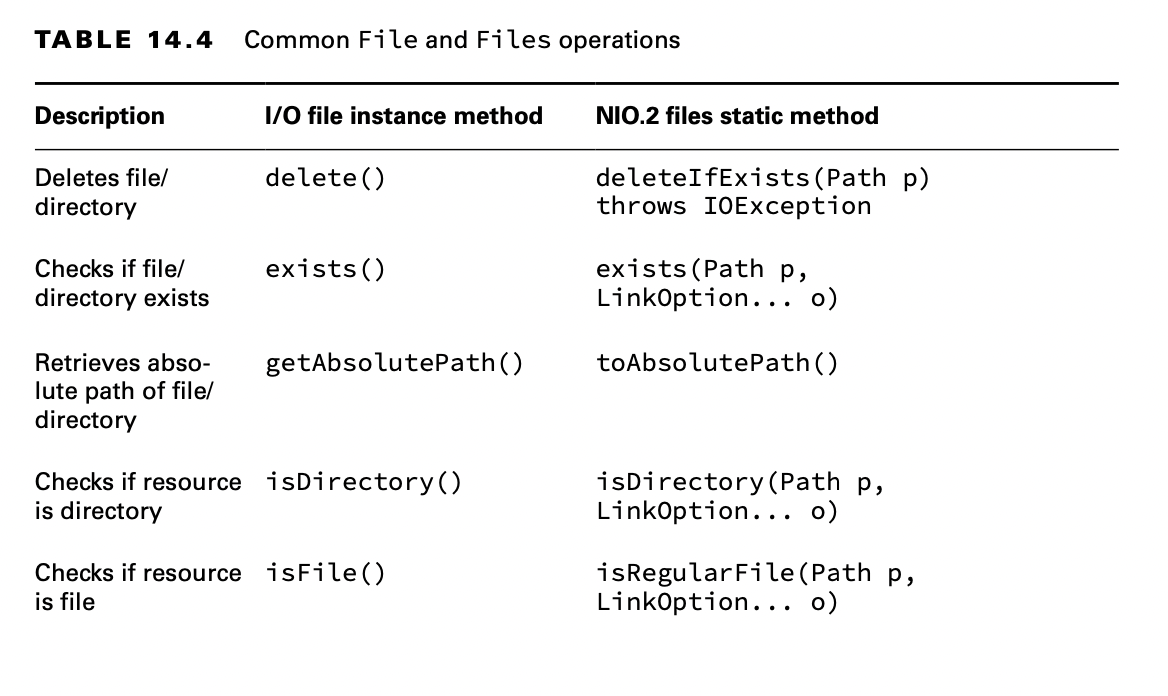 TABLE 14.4 Common File and Files operations
Description I/O file instance method NIO.2 files static method
Deletes file/ delete() deleteIfExists(Path p)
directory throws IOException
Checks if file/ exists() exists(Path p,
directory exists LinkOption... o)
Retrieves abso- getAbsolutePath() toAbsolutePath()
lute path of file/
directory
Checks if resource isDirectory() isDirectory(Path p,
is directory LinkOption... o)
Checks if resource isFile() isRegularFile(Path p,
is file LinkOption... o)